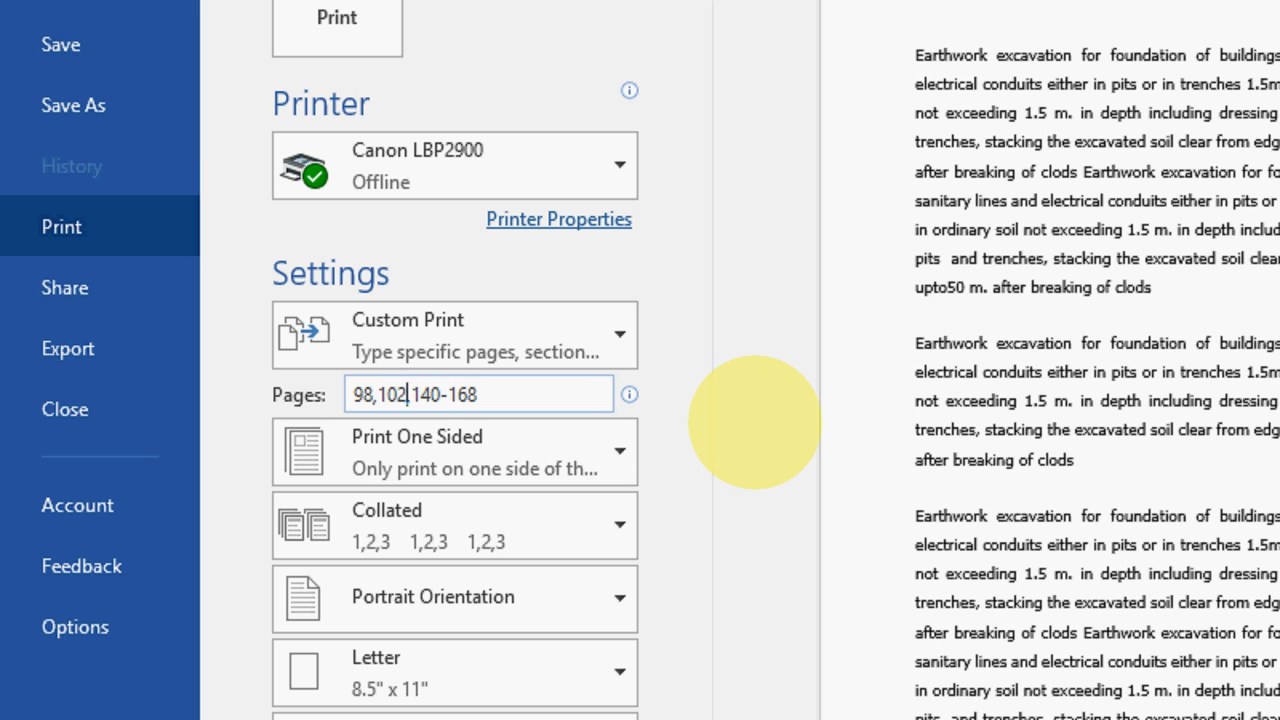 Save
Save As
History
Print
Share
Export
Close
Account
Feedback
Options
Print
Printer
Canon LBP2900
Offline
Printer Properties
Settings
Custom Print
Type specific pages, section...
Pages: 98,102,140-168
Print One Sided
Only print on one side of th...
Collated
1,2,3 1,2,3 1,2,3
Portrait Orientation
Letter
8.5" x 11"
Earthwork excavation for foundation of buildings
electrical conduits either in pits or in trenches 1.5m
not exceeding 1.5 m. in depth including dressing
trenches, stacking the excavated soil clear from edg
after breaking of clods Earthwork excavation for fo
sanitary lines and electrical conduits either in pits or
in ordinary soil not exceeding 1.5 m. in depth includ
pits and trenches, stacking the excavated soil clea
upto50 m. after breaking of clods
Earthwork excavation for foundation of buildings
electrical conduits either in pits or in trenches 1.5m
not exceeding 1.5 m. in depth including dressing
trenches, stacking the excavated soil clear from edg
after breaking of clods
Earthwork excavation for foundation of buildings
electrical conduits either in pits or in trenches 1.5m
not exceeding 1.5 m. in depth including dressing
trenches, stacking the excavated soil clear from edg
after breaking of clods Earthwork excavation for fo
sanitary lines and electrical conduits either in pits or
in ordinary soil not exceeding 1.5 m. in depth includ
pits and trenches, stacking the excavated soil clea